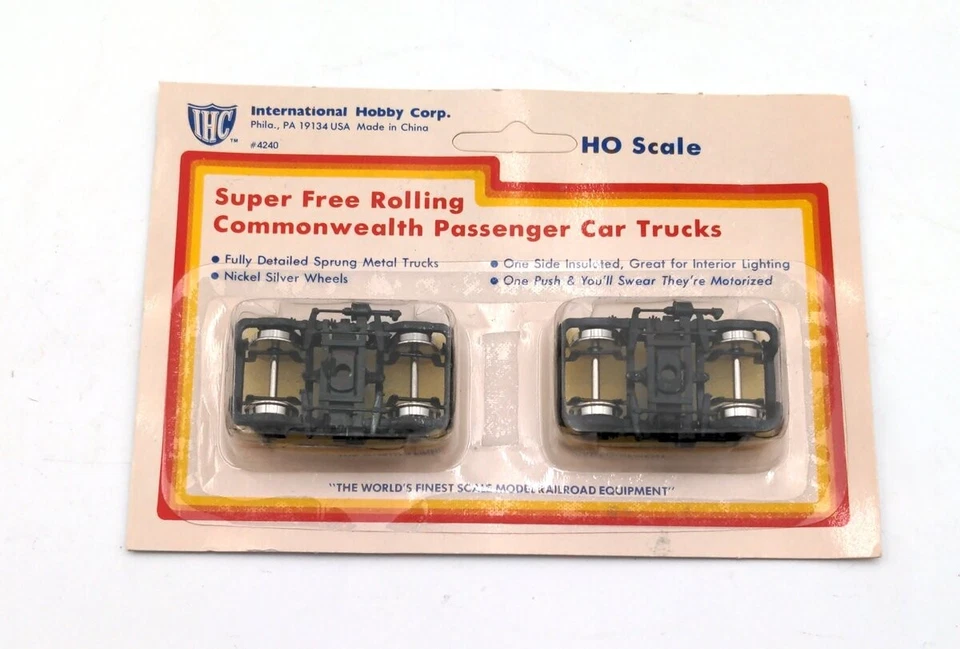 IHC
TM
International Hobby Corp.
Phila., PA 19134 USA Made in China
#4240
HO Scale
Super Free Rolling
Commonwealth Passenger Car Trucks
● Fully Detailed Sprung Metal Trucks
● Nickel Silver Wheels
● One Side Insulated, Great for Interior Lighting
● One Push & You'll Swear They're Motorized
"THE WORLD'S FINEST SCALE MODEL RAILROAD EQUIPMENT"